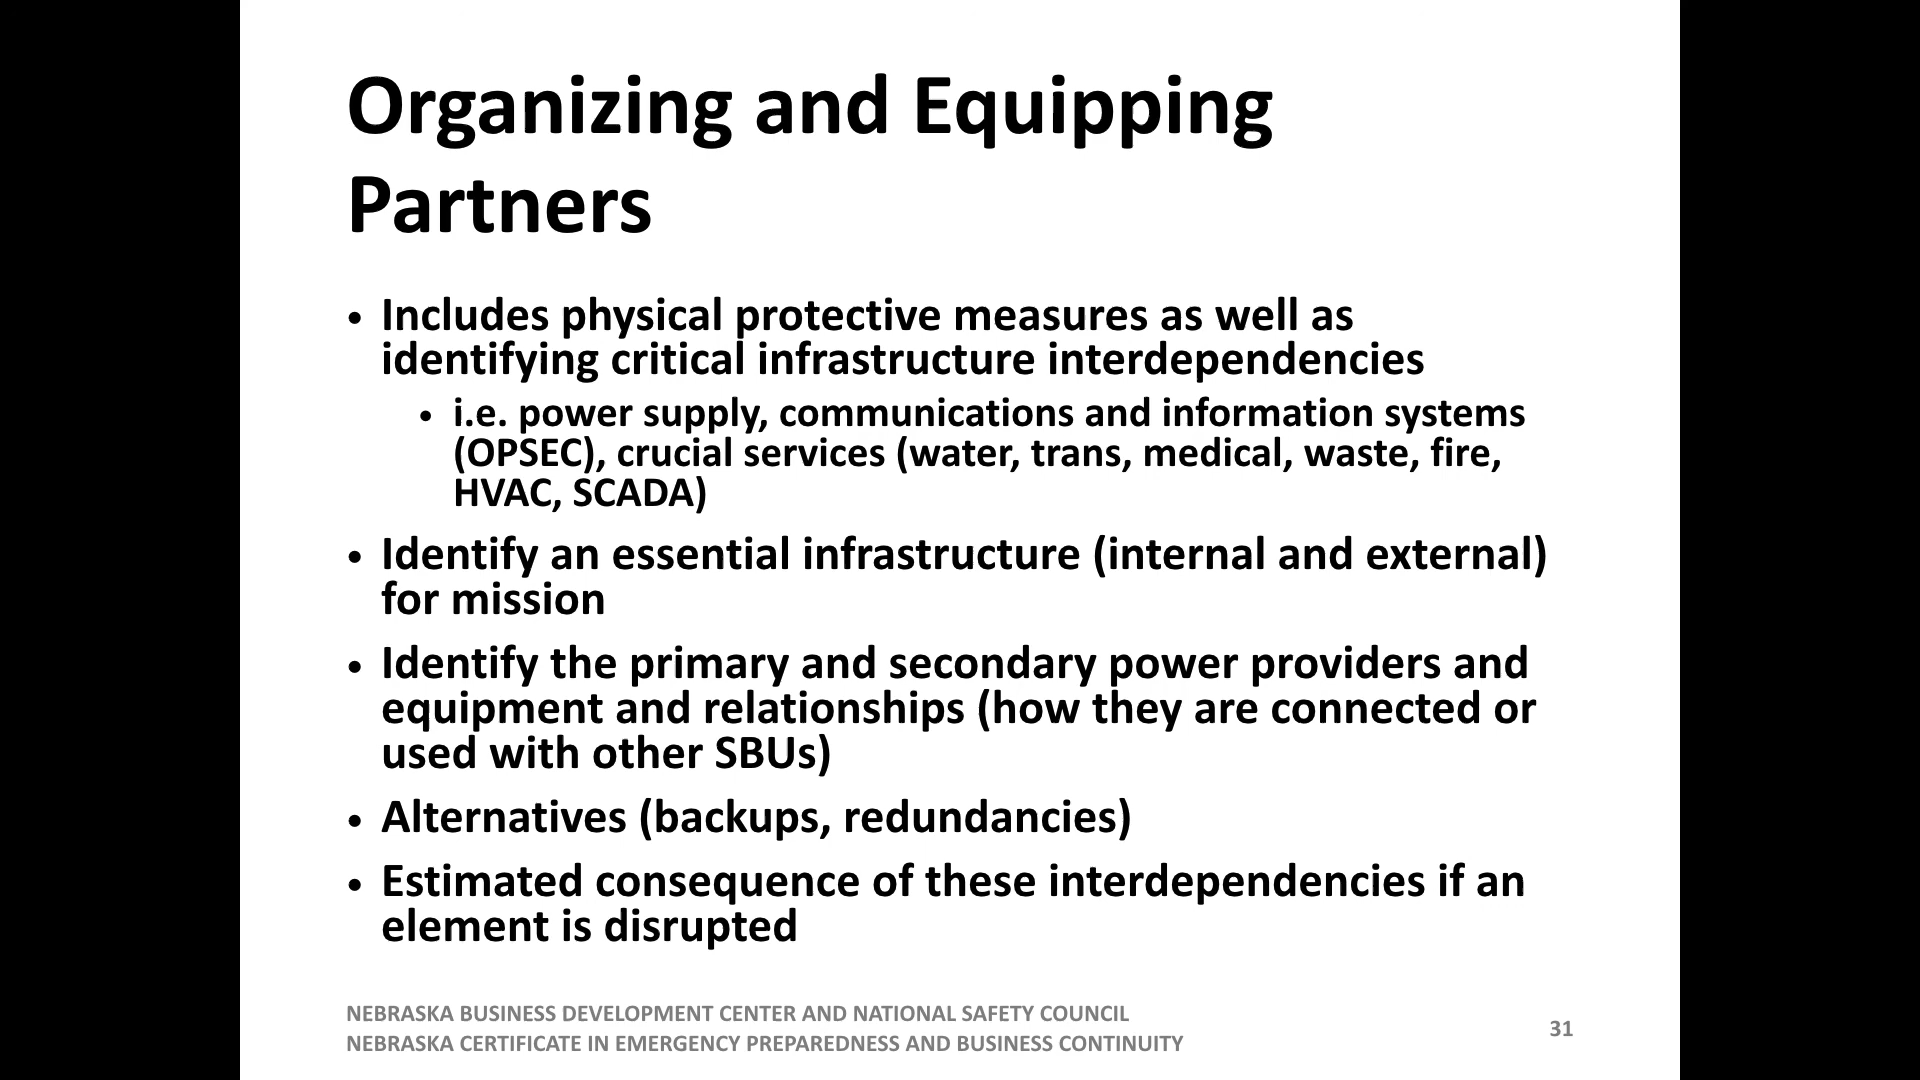 Organizing and Equipping
Partners
• Includes physical protective measures as well as
identifying critical infrastructure interdependencies
• i.e. power supply, communications and information systems
(OPSEC), crucial services (water, trans, medical, waste, fire,
HVAC, SCADA)
• Identify an essential infrastructure (internal and external)
for mission
• Identify the primary and secondary power providers and
equipment and relationships (how they are connected or
used with other SBUs)
• Alternatives (backups, redundancies)
• Estimated consequence of these interdependencies if an
element is disrupted
NEBRASKA BUSINESS DEVELOPMENT CENTER AND NATIONAL SAFETY COUNCIL
NEBRASKA CERTIFICATE IN EMERGENCY PREPAREDNESS AND BUSINESS CONTINUITY
31